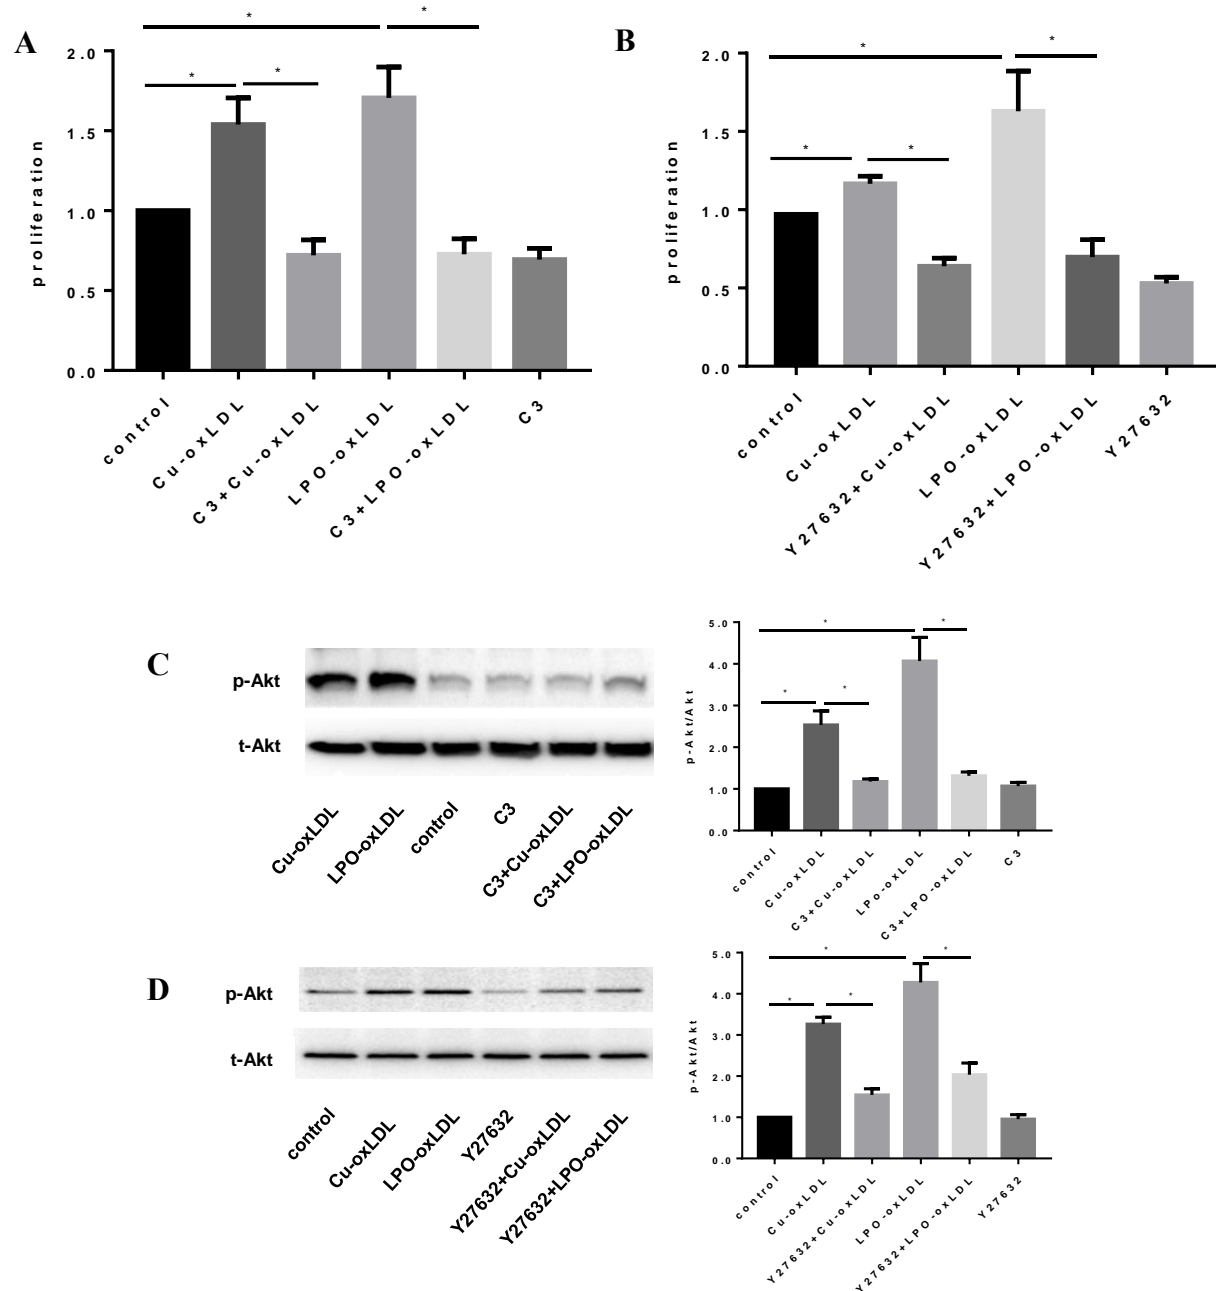 A
*
*
*
*
2.0
1.5
1.0
0.5
0.0
proliferation
control
Cu-oxLDL
C3+Cu-oxLDL
LPO-oxLDL
C3+LPO-oxLDL
C3
B
*
*
*
*
2.0
1.5
1.0
0.5
0.0
proliferation
control
Cu-oxLDL
Y27632+Cu-oxLDL
LPO-oxLDL
Y27632+LPO-oxLDL
Y27632
C
p-Akt
t-Akt
Cu-oxLDL
LPO-oxLDL
control
C3
C3+Cu-oxLDL
C3+LPO-oxLDL
*
*
*
*
5.0
4.0
3.0
2.0
1.0
0.0
p-Akt/Akt
control
Cu-oxLDL
C3+Cu-oxLDL
LPo-oxLDL
C3+LPO-oxLDL
C3
D
p-Akt
t-Akt
control
Cu-oxLDL
LPO-oxLDL
Y27632
Y27632+Cu-oxLDL
Y27632+LPO-oxLDL
*
*
*
*
5.0
4.0
3.0
2.0
1.0
0.0
p-Akt/Akt
control
Cu-oxLDL
Y27632+Cu-oxLDL
LPO-oxLDL
Y27632+LPO-oxLDL
Y27632